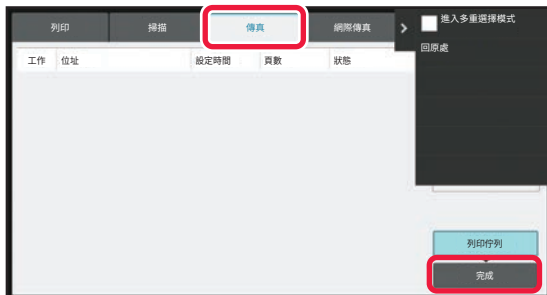 列印 掃描 傳真 網際傳真
進入多重選擇模式
回原處
工作 位址 設定時間 頁數 狀態
列印佇列
完成